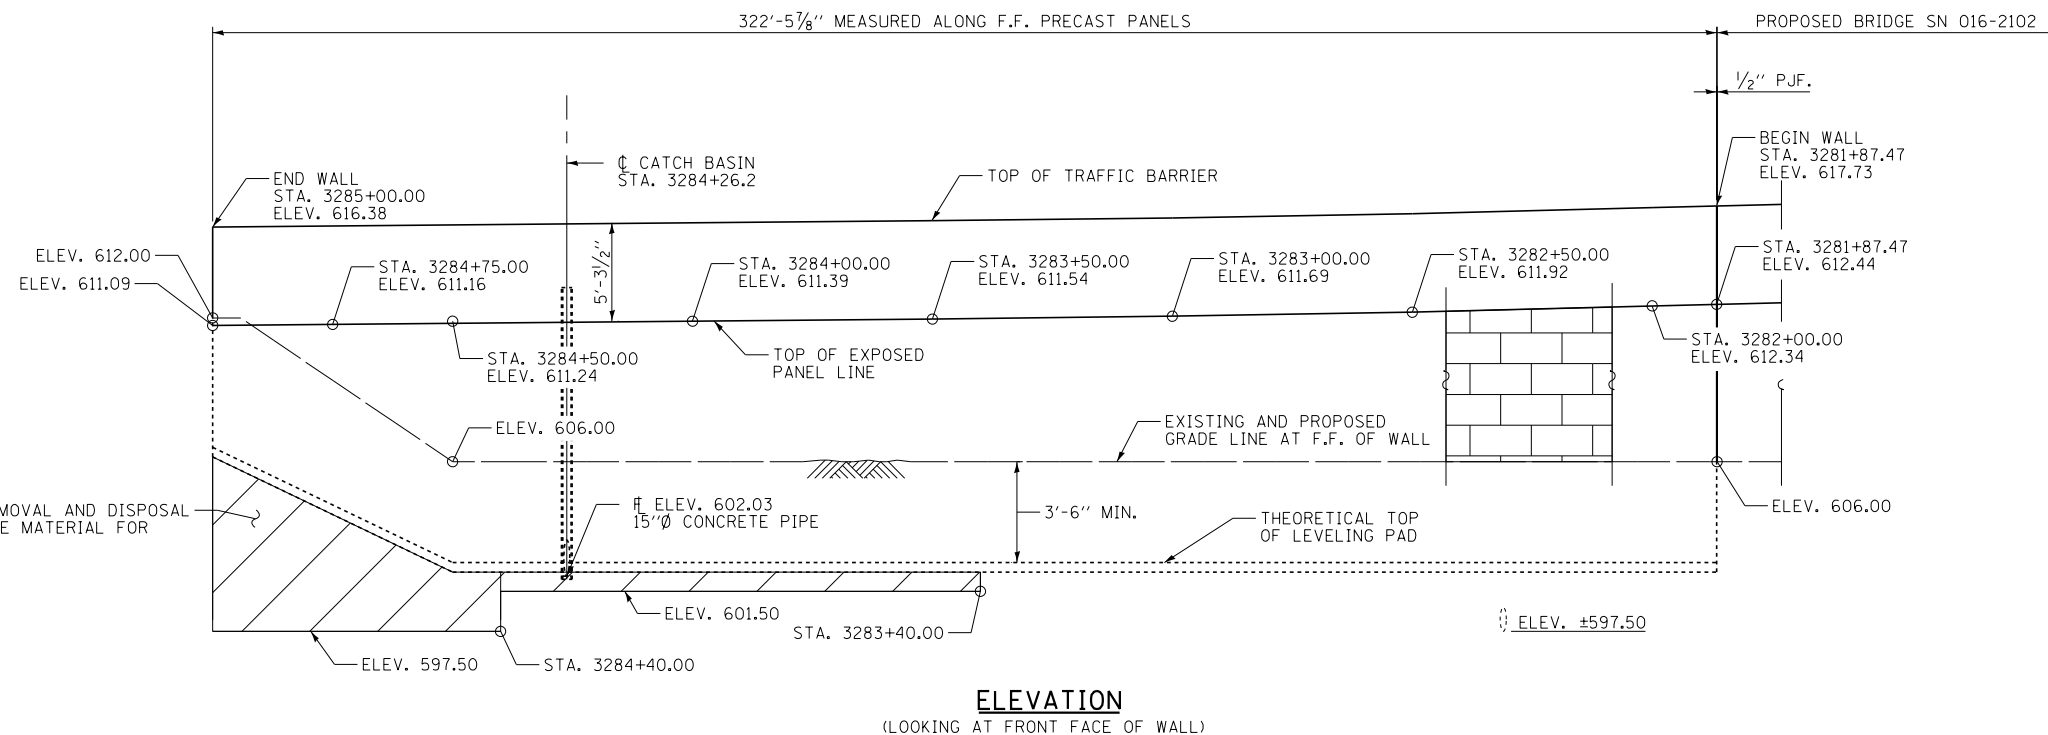 322'-5⅞" MEASURED ALONG F.F. PRECAST PANELS
PROPOSED BRIDGE SN 016-2102
½" PJF.
BEGIN WALL
STA. 3281+87.47
ELEV. 617.73
℄ CATCH BASIN
STA. 3284+26.2
TOP OF TRAFFIC BARRIER
END WALL
STA. 3285+00.00
ELEV. 616.38
ELEV. 612.00
ELEV. 611.09
STA. 3284+75.00
ELEV. 611.16
5'-3½"
STA. 3284+00.00
ELEV. 611.39
STA. 3283+50.00
ELEV. 611.54
STA. 3283+00.00
ELEV. 611.69
STA. 3282+50.00
ELEV. 611.92
STA. 3281+87.47
ELEV. 612.44
STA. 3284+50.00
ELEV. 611.24
TOP OF EXPOSED
PANEL LINE
STA. 3282+00.00
ELEV. 612.34
ELEV. 606.00
EXISTING AND PROPOSED
GRADE LINE AT F.F. OF WALL
MOVAL AND DISPOSAL
E MATERIAL FOR
FL ELEV. 602.03
15"Ø CONCRETE PIPE
3'-6" MIN.
THEORETICAL TOP
OF LEVELING PAD
ELEV. 606.00
ELEV. 601.50
STA. 3283+40.00
ELEV. ±597.50
ELEV. 597.50
STA. 3284+40.00
ELEVATION
(LOOKING AT FRONT FACE OF WALL)